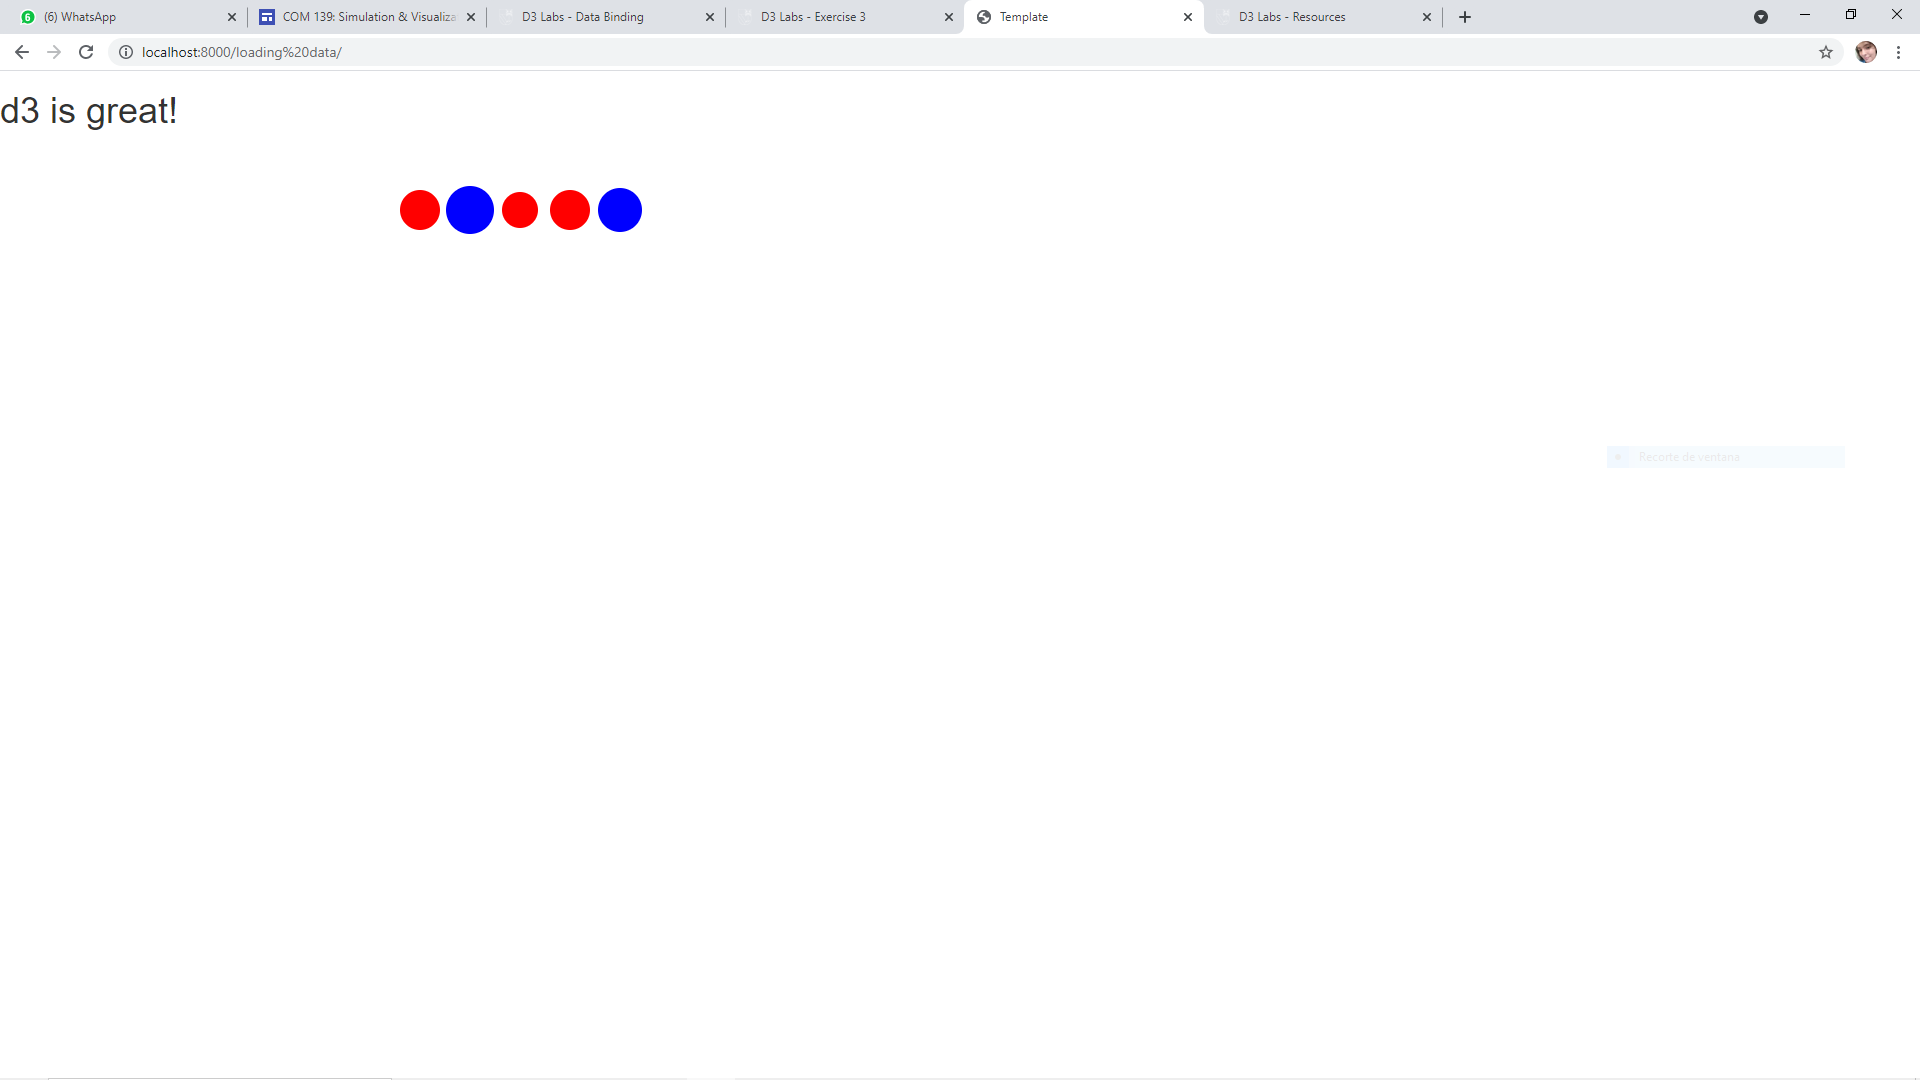 (6) WhatsApp
COM 139: Simulation & Visualiza
D3 Labs - Data Binding
D3 Labs - Exercise 3
Template
D3 Labs - Resources
localhost:8000/loading%20data/
d3 is great!
Recorte de ventana